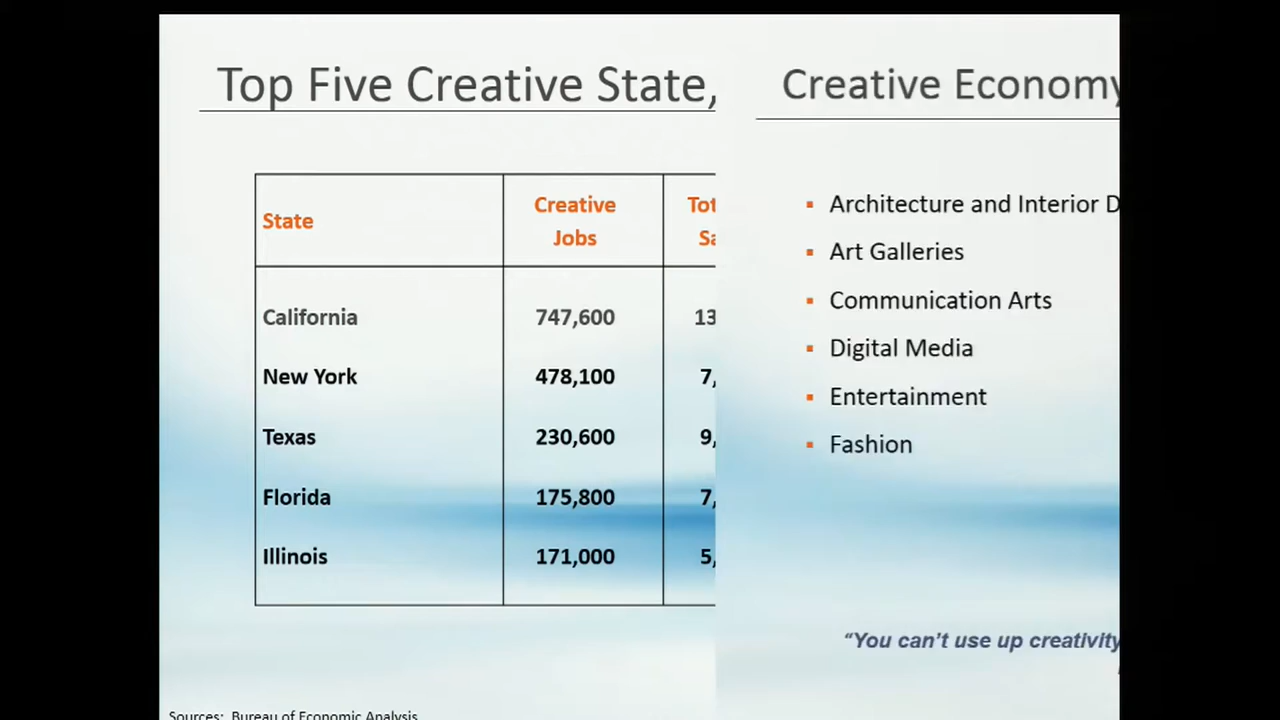 Top Five Creative State,
State
Creative
Jobs
Tot
Sa
California 747,600 13
New York 478,100 7,
Texas 230,600 9,
Florida 175,800 7,
Illinois 171,000 5,
Sources: Bureau of Economic Analysis
Creative Economy
▪ Architecture and Interior D
▪ Art Galleries
▪ Communication Arts
▪ Digital Media
▪ Entertainment
▪ Fashion
“You can’t use up creativity